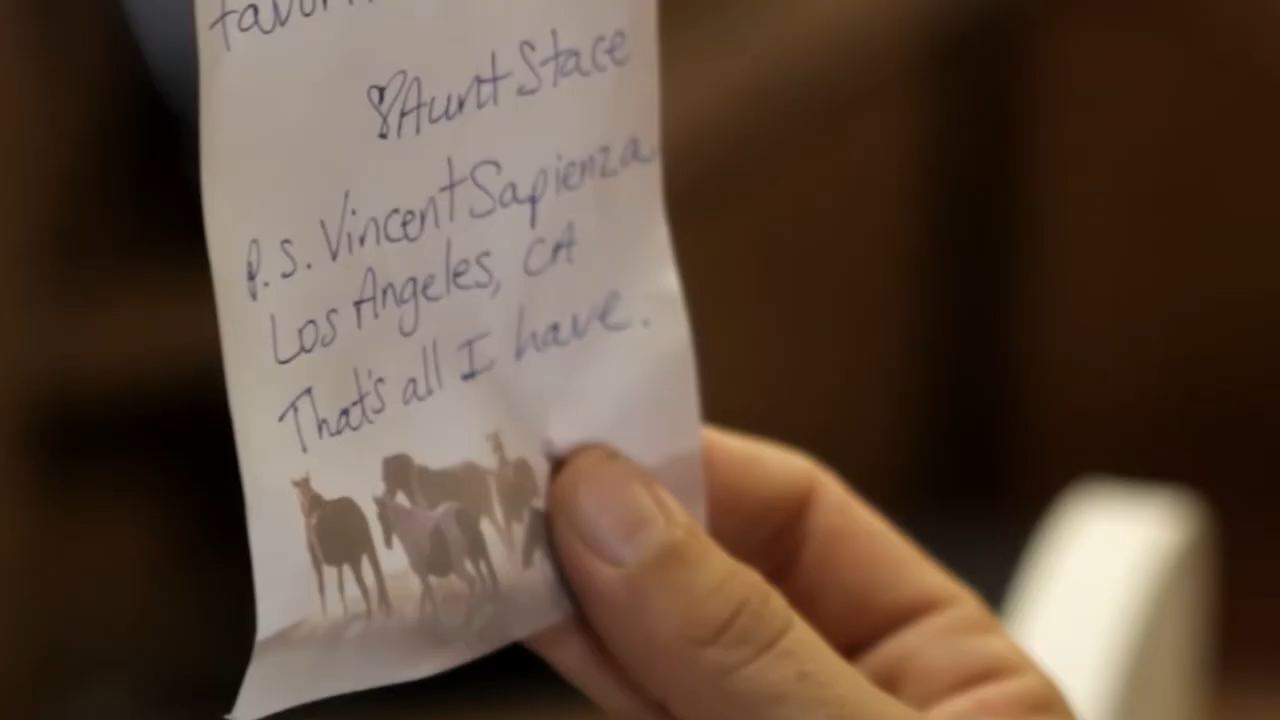 ♡Aunt Stace
P.S. Vincent Sapienza
Los Angeles, CA
That's all I have.